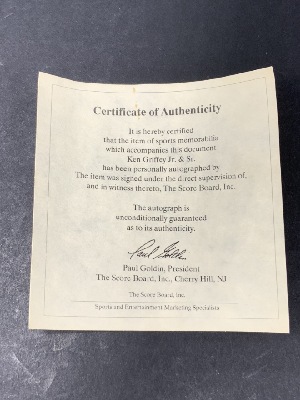 Certificate of Authenticity
It is hereby certified
that the item of sports memorabilia
which accompanies this document
Ken Griffey Jr. & Sr.
has been personally autographed by
The item was signed under the direct supervision of,
and in witness thereto, The Score Board, Inc.
The autograph is
unconditionally guaranteed
as to its authenticity.
Paul Goldin
Paul Goldin, President
The Score Board, Inc., Cherry Hill, NJ
The Score Board, Inc.
Sports and Entertainment Marketing Specialists